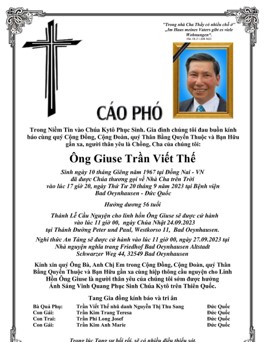 "Trong nhà Cha Thầy có nhiều chỗ ở"
„Im Haus meines Vaters gibt es viele
Wohnungen":
CÁO PHÓ
Trong Niềm Tin vào Chúa Kytô Phục Sinh, Gia đình chúng tôi đau buồn kính
báo cùng quý Cộng Đồng, Cộng Đoàn, quý Thân Bằng Quyến Thuộc và Bạn Hữu
gần xa, người thân yêu là Chồng, Cha của chúng tôi:
Ông Giuse Trần Viết Thế
Sinh ngày 10 tháng Giêng năm 1967 tại Đồng Nai - VN
đã được Chúa thương gọi về Nhà Cha trên Trời
vào lúc 17 giờ 20, ngày Thứ Tư 20 tháng 9 năm 2023 tại Bệnh viện
Bad Oeynhausen - Đức Quốc
Hưởng dương 56 tuổi
Thánh Lễ Cầu Nguyện cho linh hồn Ông Giuse sẽ được cử hành
vào lúc 11 giờ 00, ngày Chúa Nhật 24.09.2023
tại Thánh Đường Peter und Paul, Westkorso 11, Bad Oeynhausen.
Nghi thức An Táng sẽ được cử hành vào lúc 11 giờ 00, ngày 27.09.2023 tại
Nhà nguyện nghĩa trang Friedhof Bad Oeynhausen Altstadt
Schwarzer Weg 44, 32549 Bad Oeynhausen
Kính xin quý Ông Bà, Anh Chị Em trong Cộng Đồng, Cộng Đoàn, quý Thân
Bằng Quyến Thuộc và Bạn Hữu gần xa cùng hiệp thông cầu nguyện cho Linh
Hồn Ông Giuse là người thân yêu của chúng tôi sớm được hưởng
Ánh Sáng Vinh Quang Phục Sinh Chúa Kytô trên Thiên Quốc.
Tang Gia đồng kính báo và tri ân
Bà Quả Phụ: Trần Viết Thế nhũ danh Nguyễn Thị Thu Sang Đức Quốc
Con Gái: Trần Kim Trang Teresa Đức Quốc
Con Trai: Trần Phi Long Josef Đức Quốc
Con Gái: Trần Kim Anh Marie Đức Quốc
Trong lúc Tang gia bối rối, sẽ có nhiều điều thiếu sót